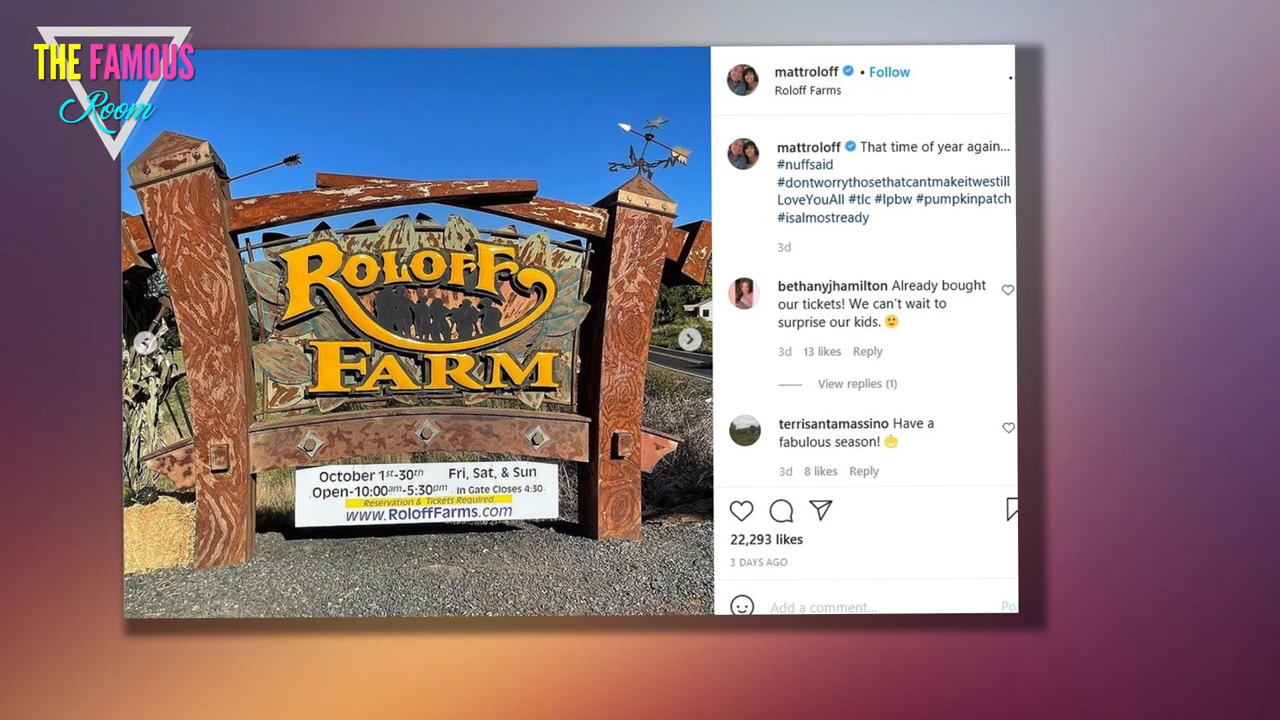 THE FAMOUS
Room
ROLOFF
FARM
October 1st-30th Fri, Sat, & Sun
Open-10:00am-5:30pm In Gate Closes 4:30
Reservation & Tickets Required
www.RoloffFarms.com
mattroloff • Follow
Roloff Farms
mattroloff That time of year again...
#nuffsaid
#dontworrythosethatcantmakeitwestill
LoveYouAll #tlc #lpbw #pumpkinpatch
#isalmostready
3d
bethanyjhamilton Already bought
our tickets! We can't wait to
surprise our kids. 🙂
3d 13 likes Reply
View replies (1)
terrisantamassino Have a
fabulous season! 🎃
3d 8 likes Reply
22,293 likes
3 DAYS AGO
Add a comment... Po